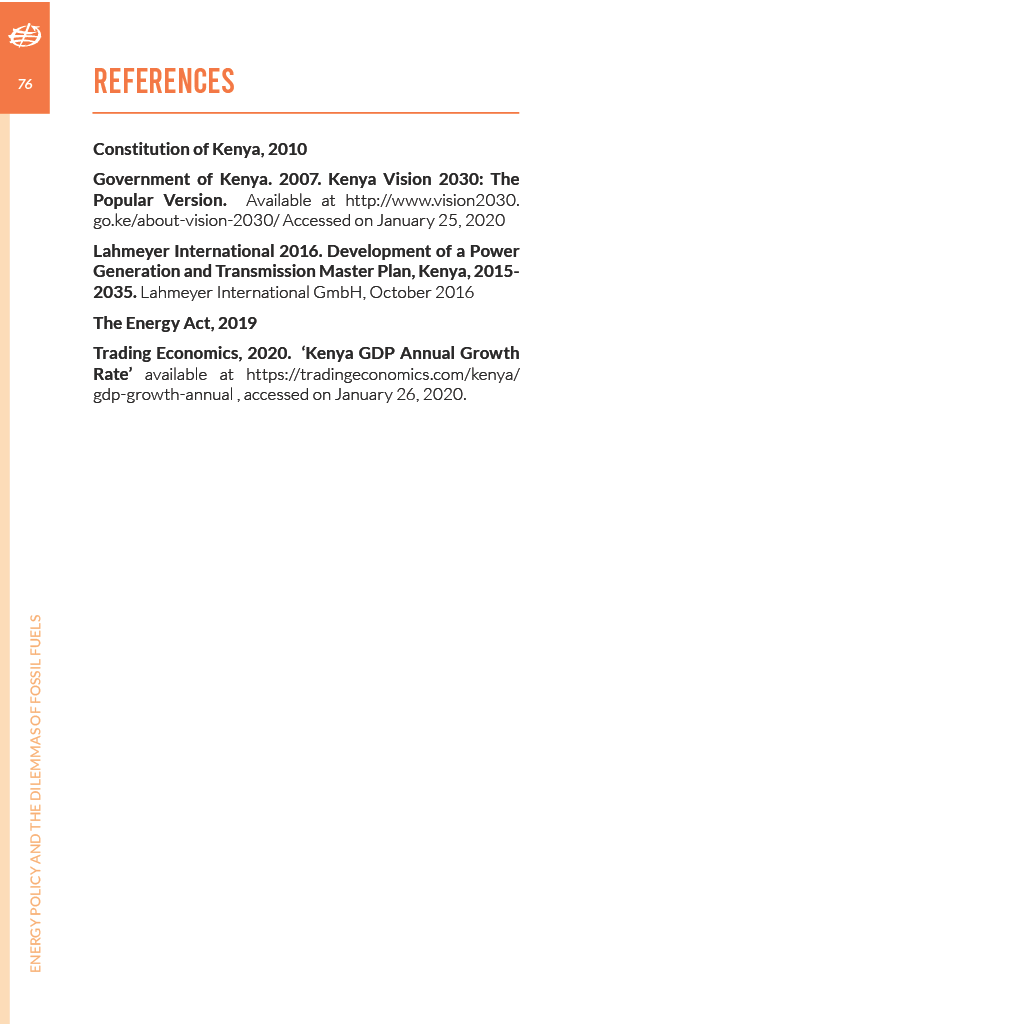 76
REFERENCES
Constitution of Kenya, 2010
Government of Kenya. 2007. Kenya Vision 2030: The
Popular Version. Available at http://www.vision2030.
go.ke/about-vision-2030/ Accessed on January 25, 2020
Lahmeyer International 2016. Development of a Power
Generation and Transmission Master Plan, Kenya, 2015-
2035. Lahmeyer International GmbH, October 2016
The Energy Act, 2019
Trading Economics, 2020. ‘Kenya GDP Annual Growth
Rate’ available at https://tradingeconomics.com/kenya/
gdp-growth-annual , accessed on January 26, 2020.
ENERGY POLICY AND THE DILEMMAS OF FOSSIL FUELS